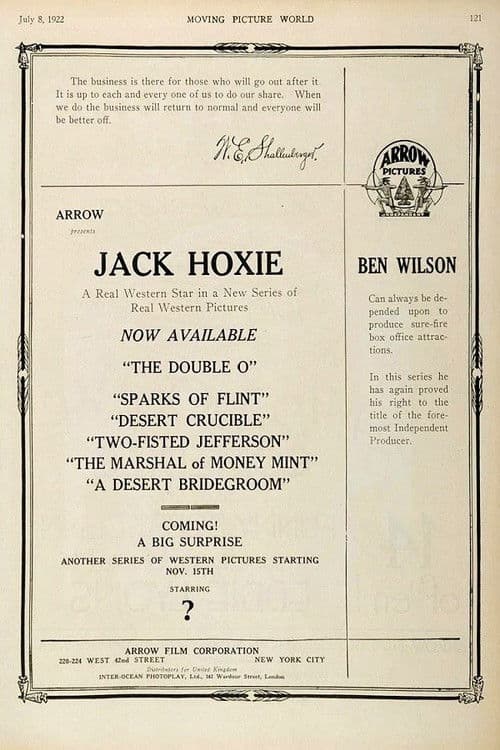 July 8, 1922
MOVING PICTURE WORLD
121
The business is there for those who will go out after it.
It is up to each and every one of us to do our share. When
we do the business will return to normal and everyone will
be better off.
W. E. Shallenberger.
ARROW
PICTURES
INDEPENDENT
ARROW
presents
JACK HOXIE
A Real Western Star in a New Series of
Real Western Pictures
NOW AVAILABLE
“THE DOUBLE O”
“SPARKS OF FLINT”
“DESERT CRUCIBLE”
“TWO-FISTED JEFFERSON”
“THE MARSHAL of MONEY MINT”
“A DESERT BRIDEGROOM”
COMING!
A BIG SURPRISE
ANOTHER SERIES OF WESTERN PICTURES STARTING
NOV. 15TH
STARRING
?
BEN WILSON
Can always be de-
pended upon to
produce sure-fire
box office attrac-
tions.
In this series he
has again proved
his right to the
title of the fore-
most Independent
Producer.
ARROW FILM CORPORATION
220-224 WEST 42nd STREET NEW YORK CITY
Distributors for United Kingdom
INTER-OCEAN PHOTOPLAY, Ltd., 162 Wardour Street, London